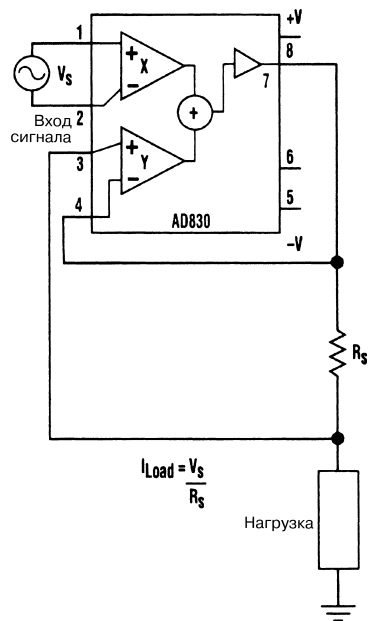 +V
1
8
+
X
Vs
−
7
2
+
Вход
сигнала
+
3
Y
6
−
4
5
AD830
−V
Rs
ILoad = Vs
Rs
Нагрузка